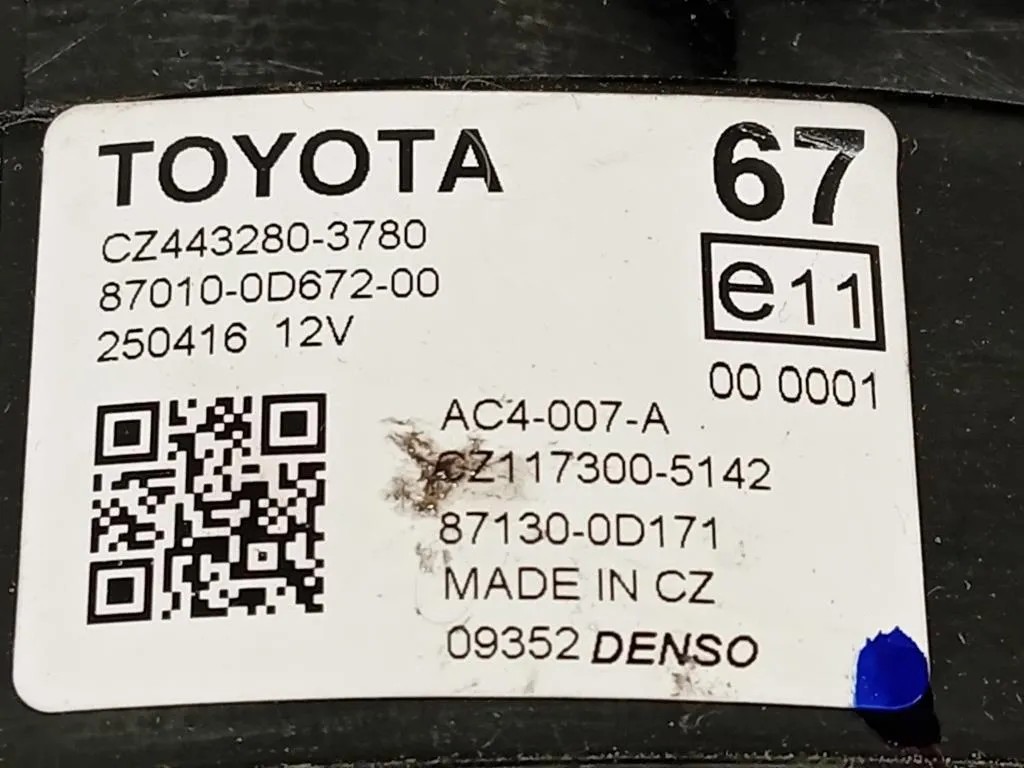 TOYOTA
67
CZ443280-3780
87010-0D672-00
250416 12V
e11
00 0001
AC4-007-A
CZ117300-5142
87130-0D171
MADE IN CZ
09352 DENSO